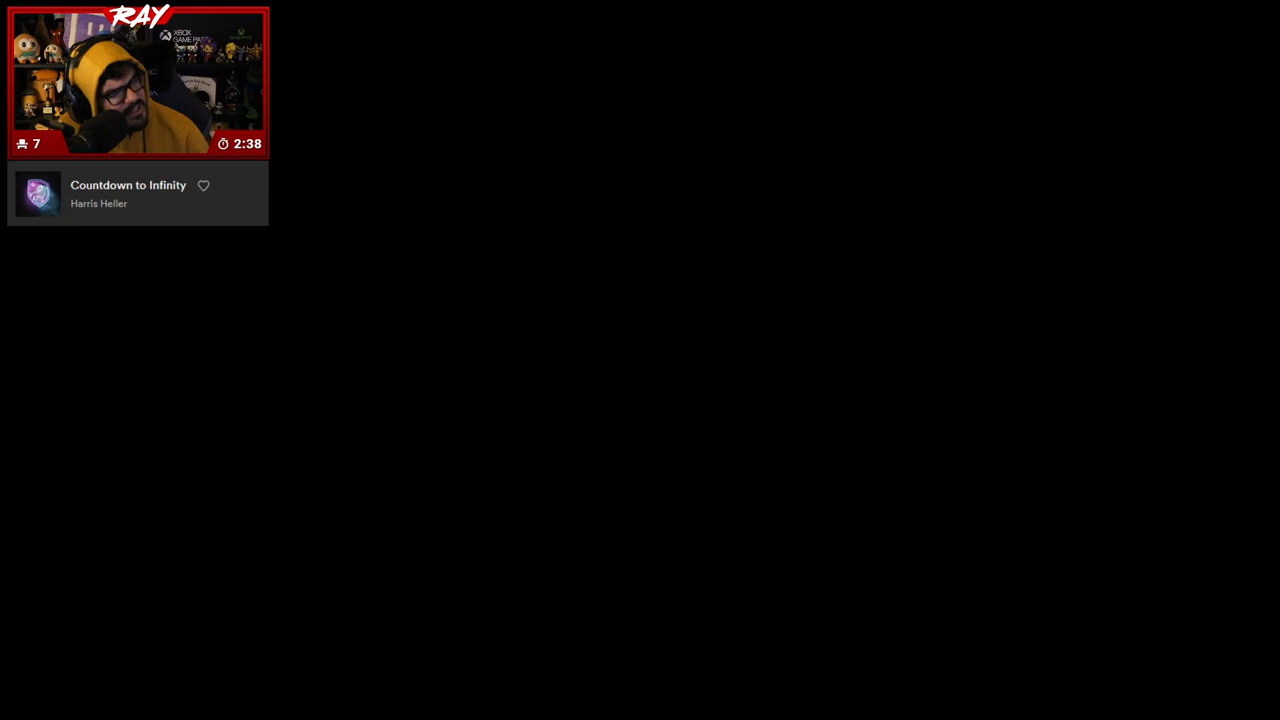 RAY
XBOX
GAME PASS
7
2:38
Countdown to Infinity
Harris Heller